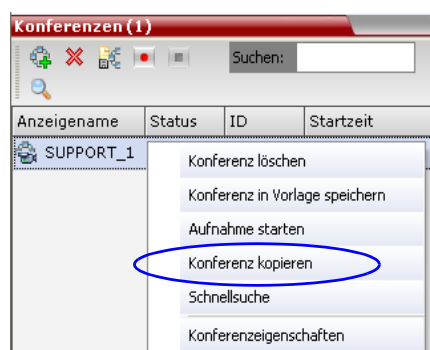 Konferenzen (1)
Suchen:
Anzeigename Status ID Startzeit
SUPPORT_1
Konferenz löschen
Konferenz in Vorlage speichern
Aufnahme starten
Konferenz kopieren
Schnellsuche
Konferenzeigenschaften